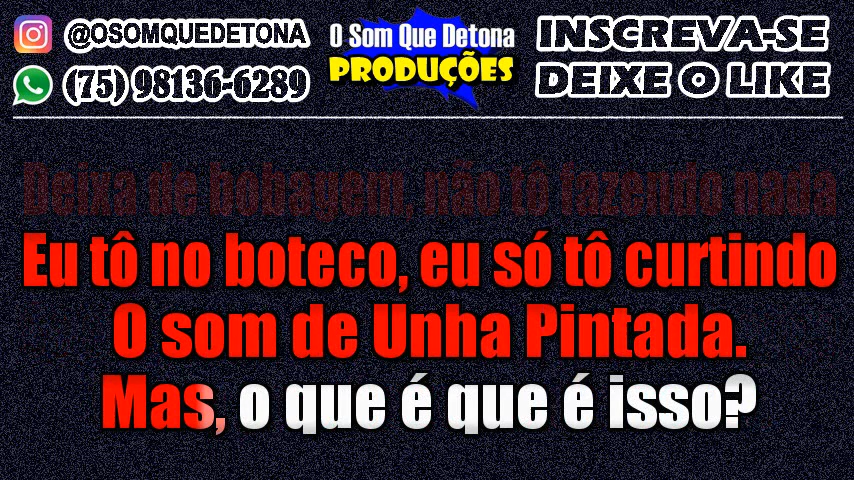 @OSOMQUEDETONA
(75) 98136-6289
O Som Que Detona
PRODUÇÕES
INSCREVA-SE
DEIXE O LIKE
Deixa de bobagem, não tô fazendo nada
Eu tô no boteco, eu só tô curtindo
O som de Unha Pintada.
Mas, o que é que é isso?